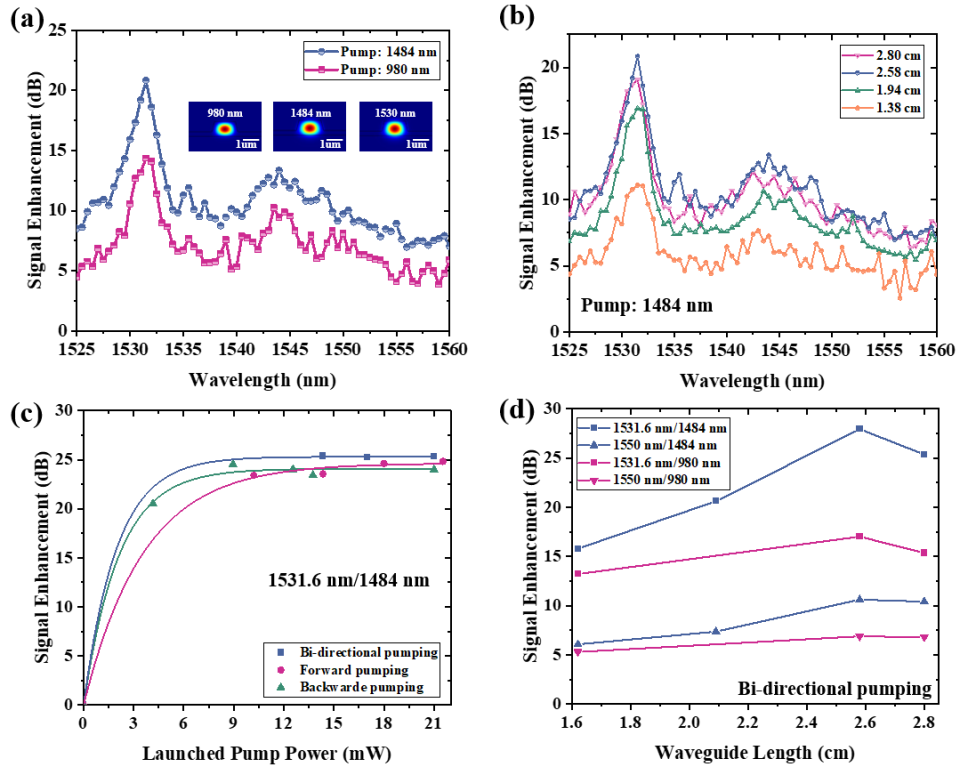 (a)
25
20
15
10
5
0
Signal Enhancement (dB)
Pump: 1484 nm
Pump: 980 nm
980 nm
1um
1484 nm
1um
1530 nm
1um
1525 1530 1535 1540 1545 1550 1555 1560
Wavelength (nm)
(b)
25
20
15
10
5
0
Signal Enhancement (dB)
2.80 cm
2.58 cm
1.94 cm
1.38 cm
Pump: 1484 nm
1525 1530 1535 1540 1545 1550 1555 1560
Wavelength (nm)
(c)
30
25
20
15
10
5
0
Signal Enhancement (dB)
1531.6 nm/1484 nm
Bi-directional pumping
Forward pumping
Backwarde pumping
0 3 6 9 12 15 18 21
Launched Pump Power (mW)
(d)
30
25
20
15
10
5
0
Signal Enhancement (dB)
1531.6 nm/1484 nm
1550 nm/1484 nm
1531.6 nm/980 nm
1550 nm/980 nm
Bi-directional pumping
1.6 2.0 2.2 2.4 2.6 2.8
Waveguide Length (cm)